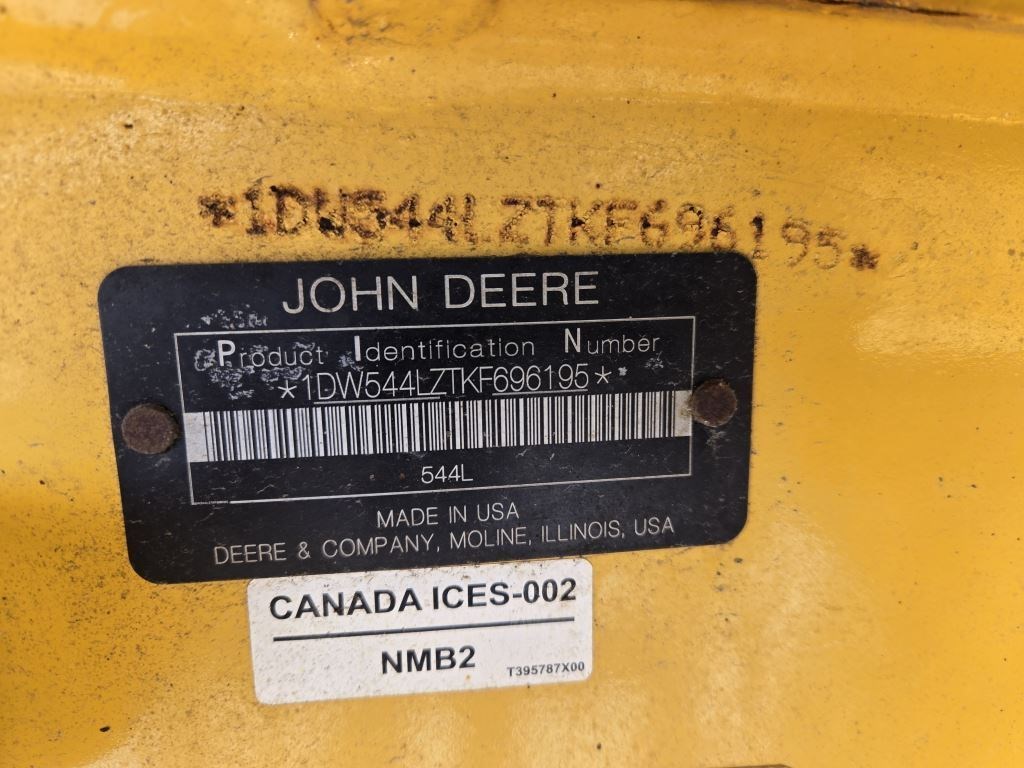 *1DW544LZTKF696195*
JOHN DEERE
Product Identification Number
*1DW544LZTKF696195*
544L
MADE IN USA
DEERE & COMPANY, MOLINE, ILLINOIS, USA
CANADA ICES-002
NMB2
T395787X00